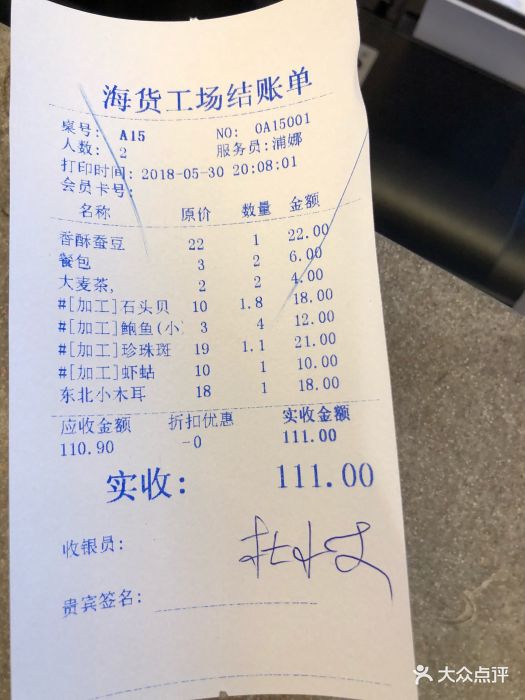 海货工场结账单
桌号: A15 NO: 0A15001
人数: 2 服务员:浦娜
打印时间: 2018-05-30 20:08:01
会员卡号:
名称 原价 数量 金额
香酥蚕豆 22 1 22.00
餐包 3 2 6.00
大麦茶, 2 2 4.00
#[加工]石头贝 10 1.8 18.00
#[加工]鲍鱼(小 3 4 12.00
#[加工]珍珠斑 19 1.1 21.00
#[加工]虾蛄 10 1 10.00
东北小木耳 18 1 18.00
应收金额 折扣优惠 实收金额
110.90 -0 111.00
实收: 111.00
收银员:
贵宾签名:
大众点评